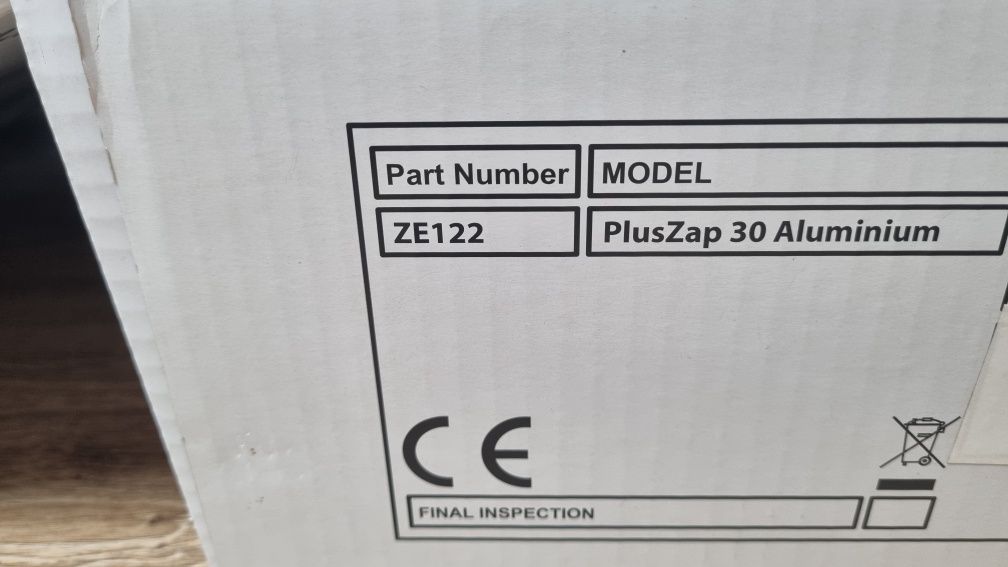 Part Number MODEL
ZE122 PlusZap 30 Aluminium
CE
FINAL INSPECTION